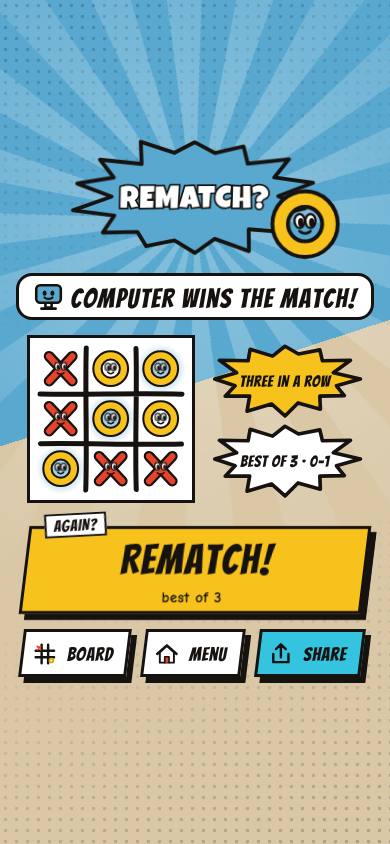 REMATCH?
COMPUTER WINS THE MATCH!
THREE IN A ROW
BEST OF 3 · 0-1
AGAIN?
REMATCH!
best of 3
BOARD
MENU
SHARE